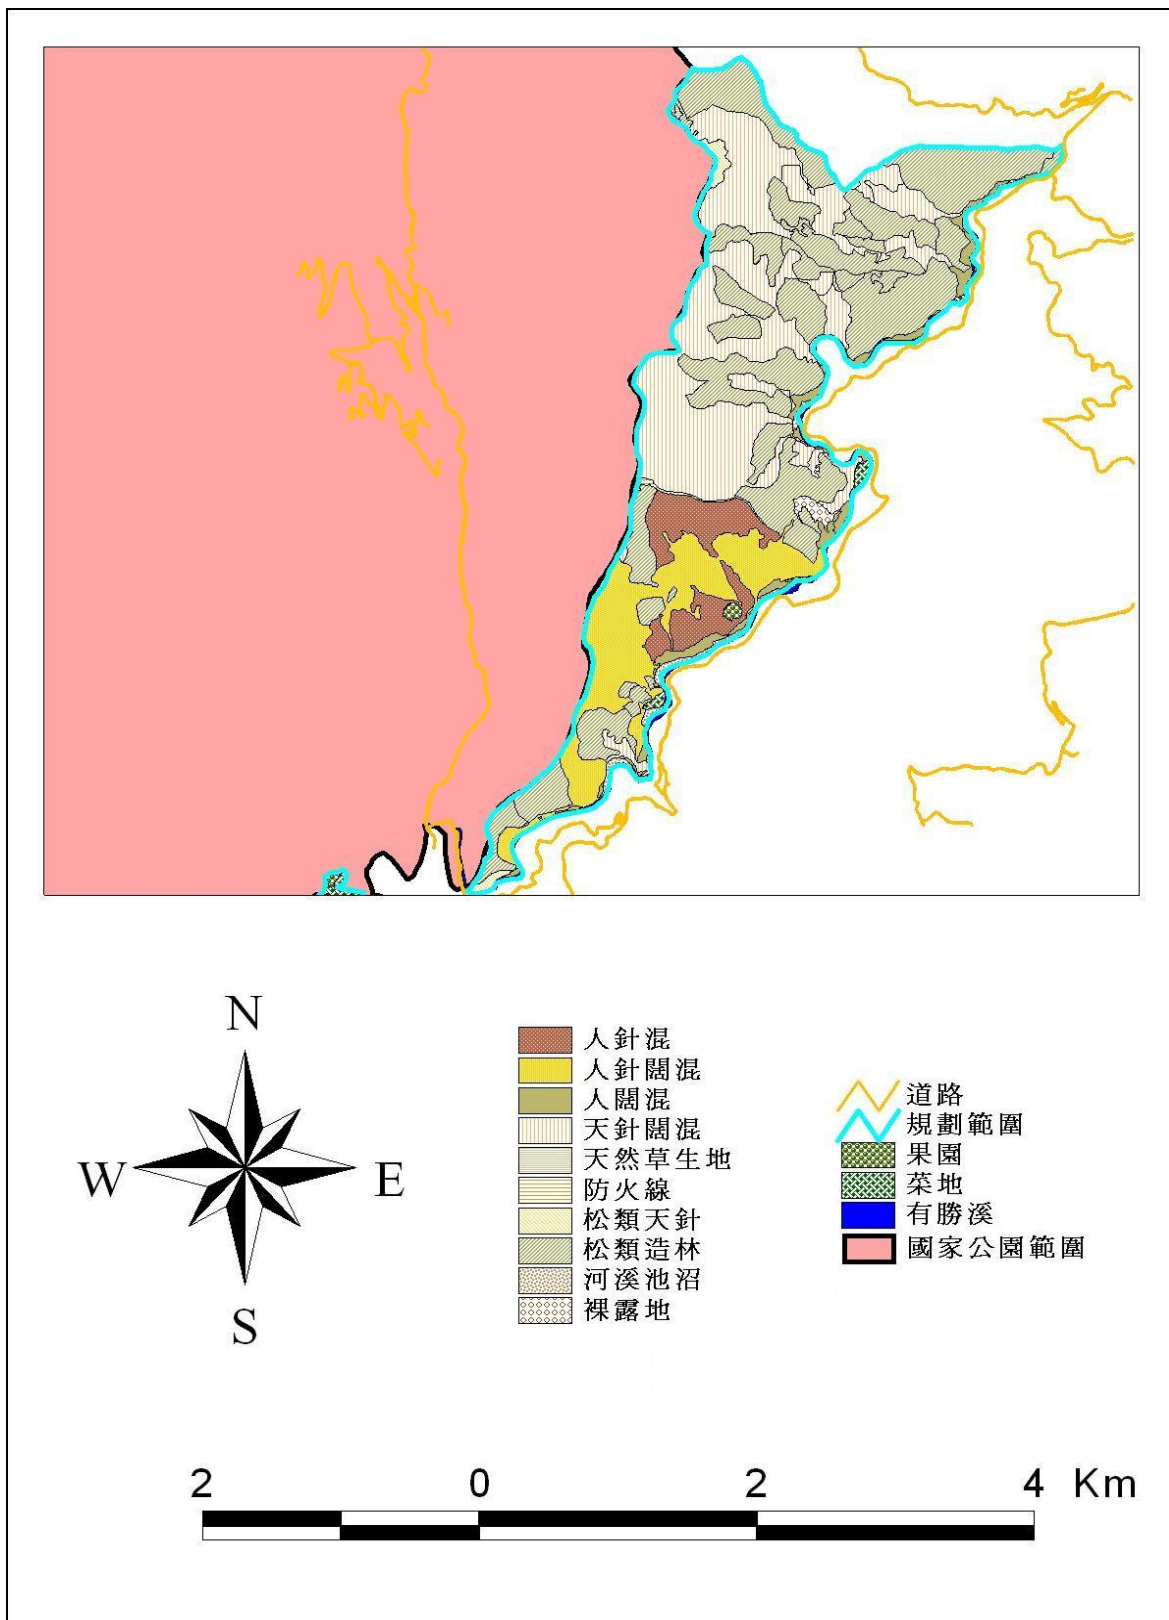 N
W
E
S
人針混
人針闊混
人闊混
天針闊混
天然草生地
防火線
松類天針
松類造林
河溪池沼
裸露地
道路
規劃範圍
果園
菜地
有勝溪
國家公園範圍
2 0 2 4 Km